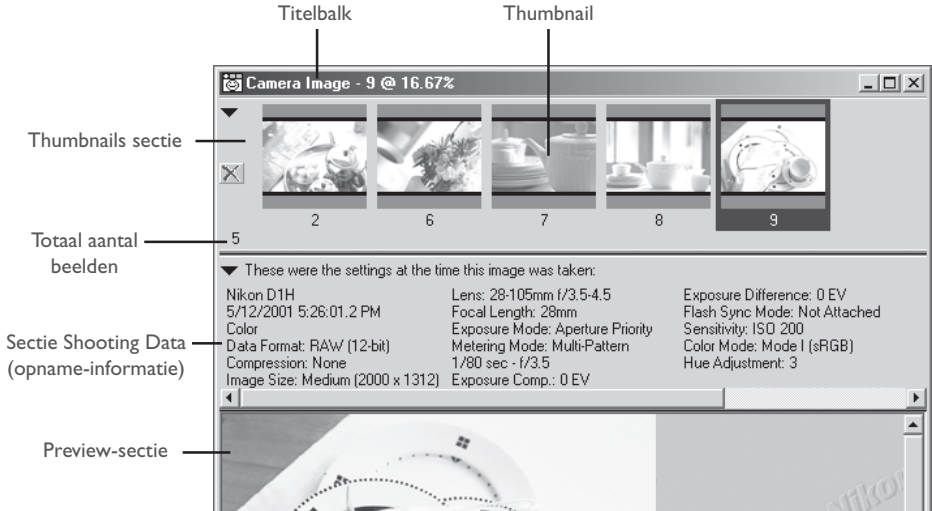 Titelbalk
Thumbnail
Camera Image - 9 @ 16.67%
Thumbnails sectie
2
6
7
8
9
Totaal aantal
beelden
5
These were the settings at the time this image was taken:
Nikon D1H
5/12/2001 5:26:01.2 PM
Color
Data Format: RAW (12-bit)
Compression: None
Image Size: Medium (2000 x 1312)
Lens: 28-105mm f/3.5-4.5
Focal Length: 28mm
Exposure Mode: Aperture Priority
Metering Mode: Multi-Pattern
1/80 sec - f/3.5
Exposure Comp.: 0 EV
Exposure Difference: 0 EV
Flash Sync Mode: Not Attached
Sensitivity: ISO 200
Color Mode: Mode I (sRGB)
Hue Adjustment: 3
Sectie Shooting Data
(opname-informatie)
Preview-sectie
Nikon